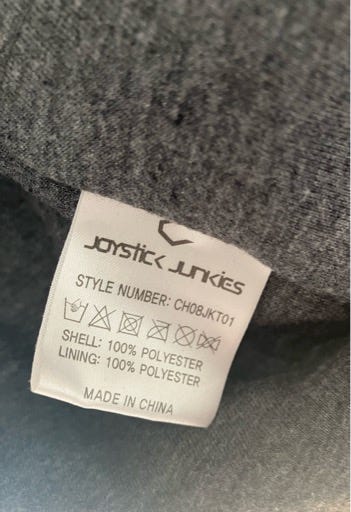 JOYSTICK JUNKIES
STYLE NUMBER: CH08JKT01
SHELL: 100% POLYESTER
LINING: 100% POLYESTER
MADE IN CHINA